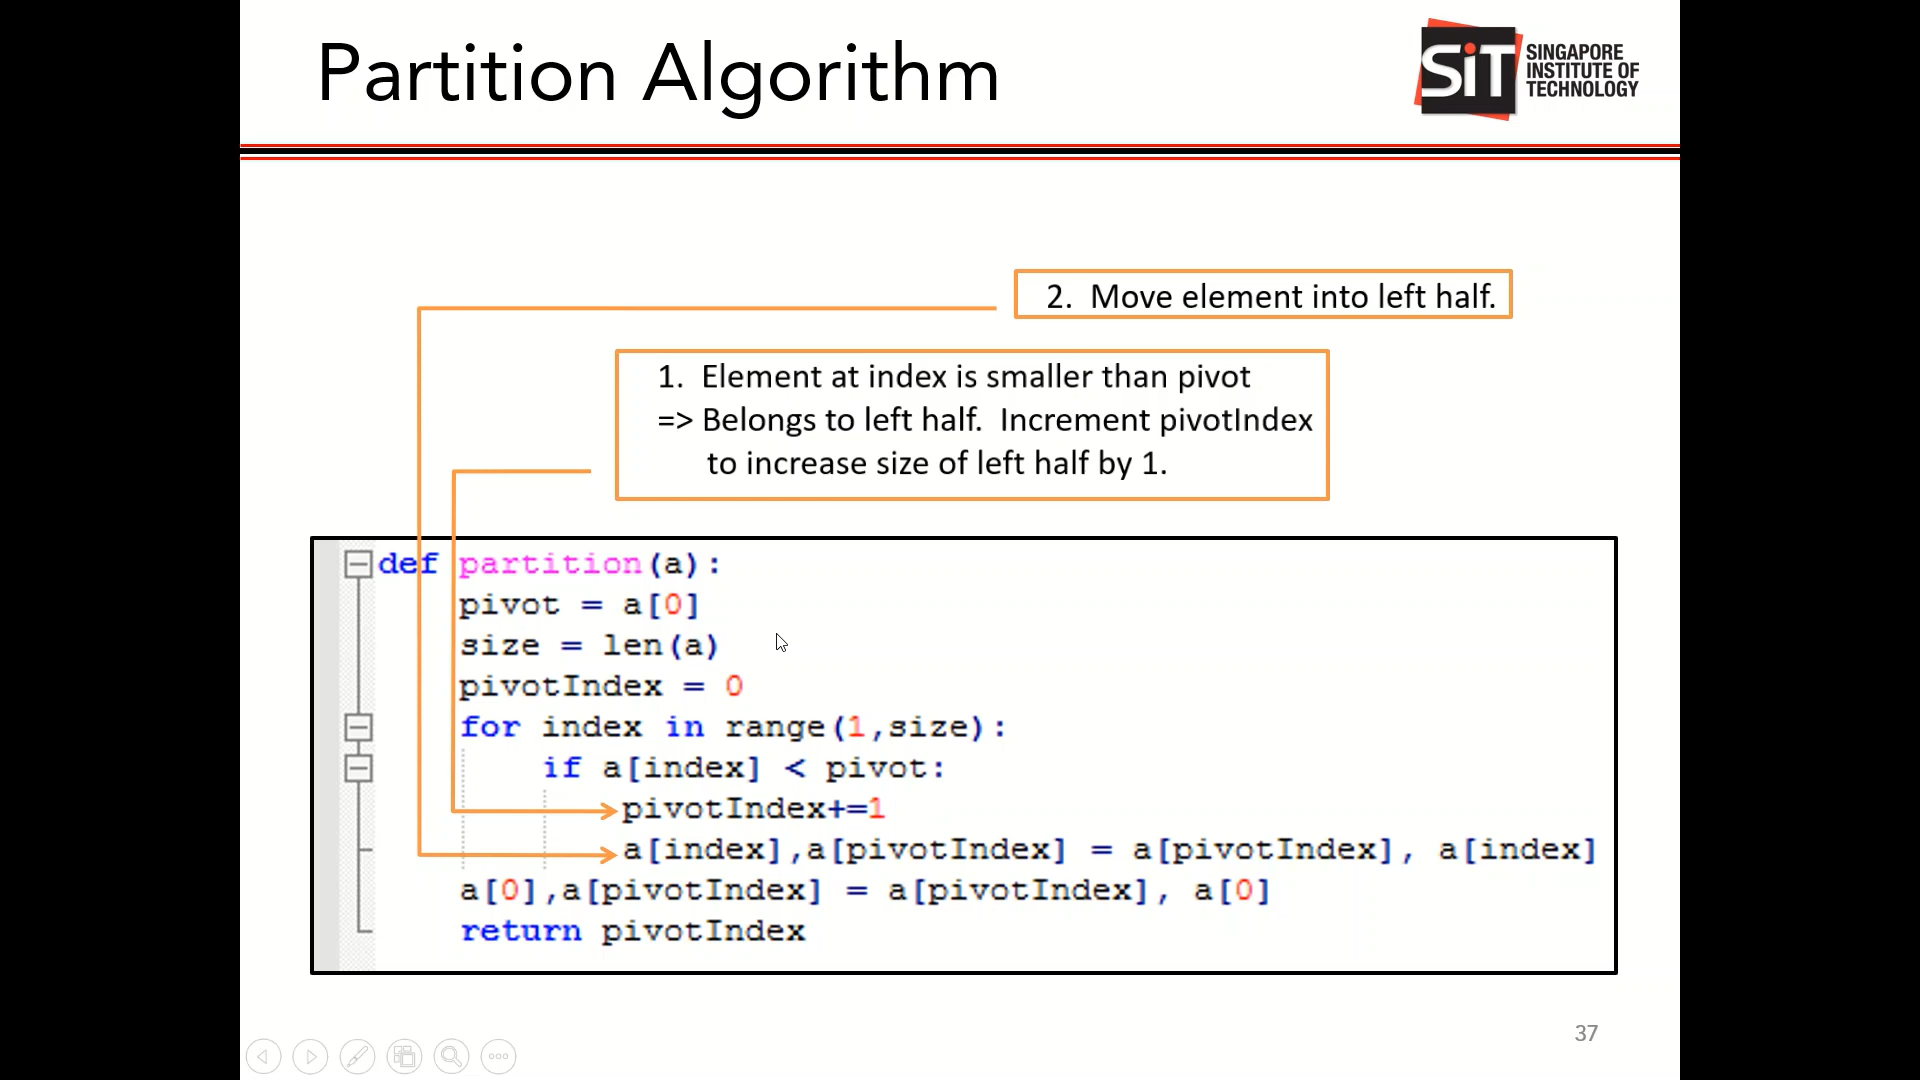 Partition Algorithm
SiT
SINGAPORE
INSTITUTE OF
TECHNOLOGY
2. Move element into left half.
1. Element at index is smaller than pivot
=> Belongs to left half. Increment pivotIndex
to increase size of left half by 1.
def partition(a):
    pivot = a[0]
    size = len(a)
    pivotIndex = 0
    for index in range(1,size):
        if a[index] < pivot:
            pivotIndex+=1
            a[index],a[pivotIndex] = a[pivotIndex], a[index]
    a[0],a[pivotIndex] = a[pivotIndex], a[0]
    return pivotIndex
37